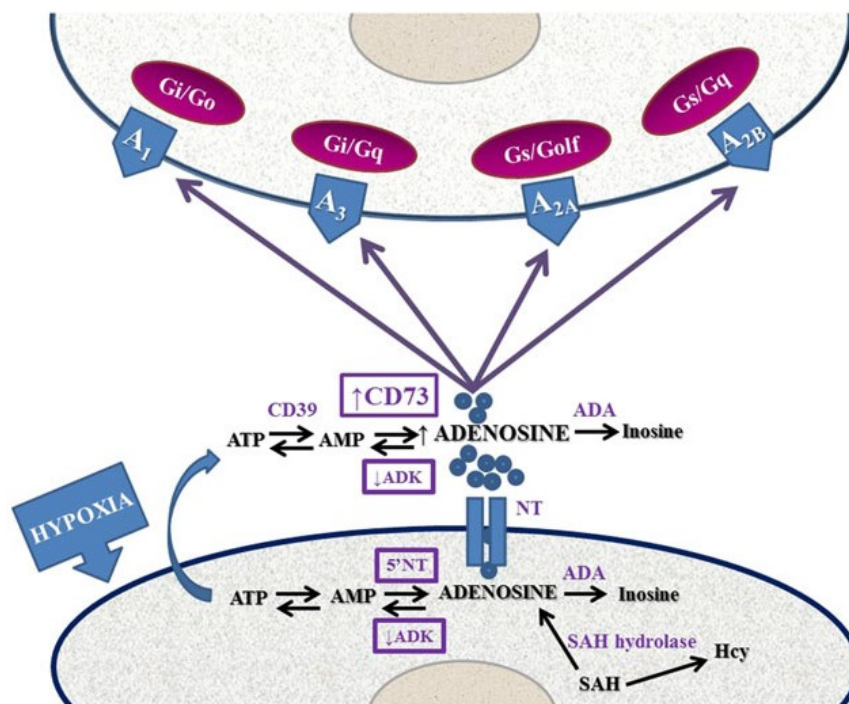 Gi/Go
Gs/Gq
Gi/Gq
Gs/Golf
A₁
A₂B
A₃
A₂A
↑CD73
CD39
ADA
ATP
AMP
↑ ADENOSINE
Inosine
↓ADK
HYPOXIA
NT
5'NT
ADA
ATP
AMP
ADENOSINE
Inosine
↓ADK
SAH hydrolase
Hcy
SAH